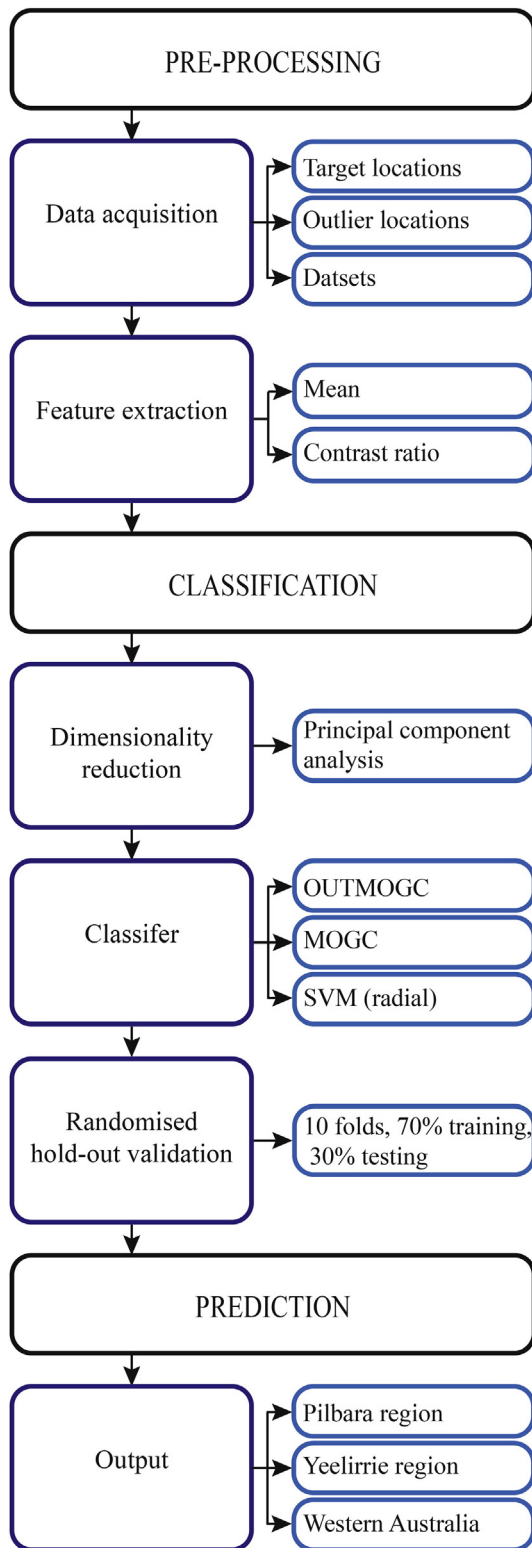 PRE-PROCESSING
Data acquisition
Target locations
Outlier locations
Datsets
Feature extraction
Mean
Contrast ratio
CLASSIFICATION
Dimensionality
reduction
Principal component
analysis
Classifer
OUTMOGC
MOGC
SVM (radial)
Randomised
hold-out validation
10 folds, 70% training,
30% testing
PREDICTION
Output
Pilbara region
Yeelirrie region
Western Australia